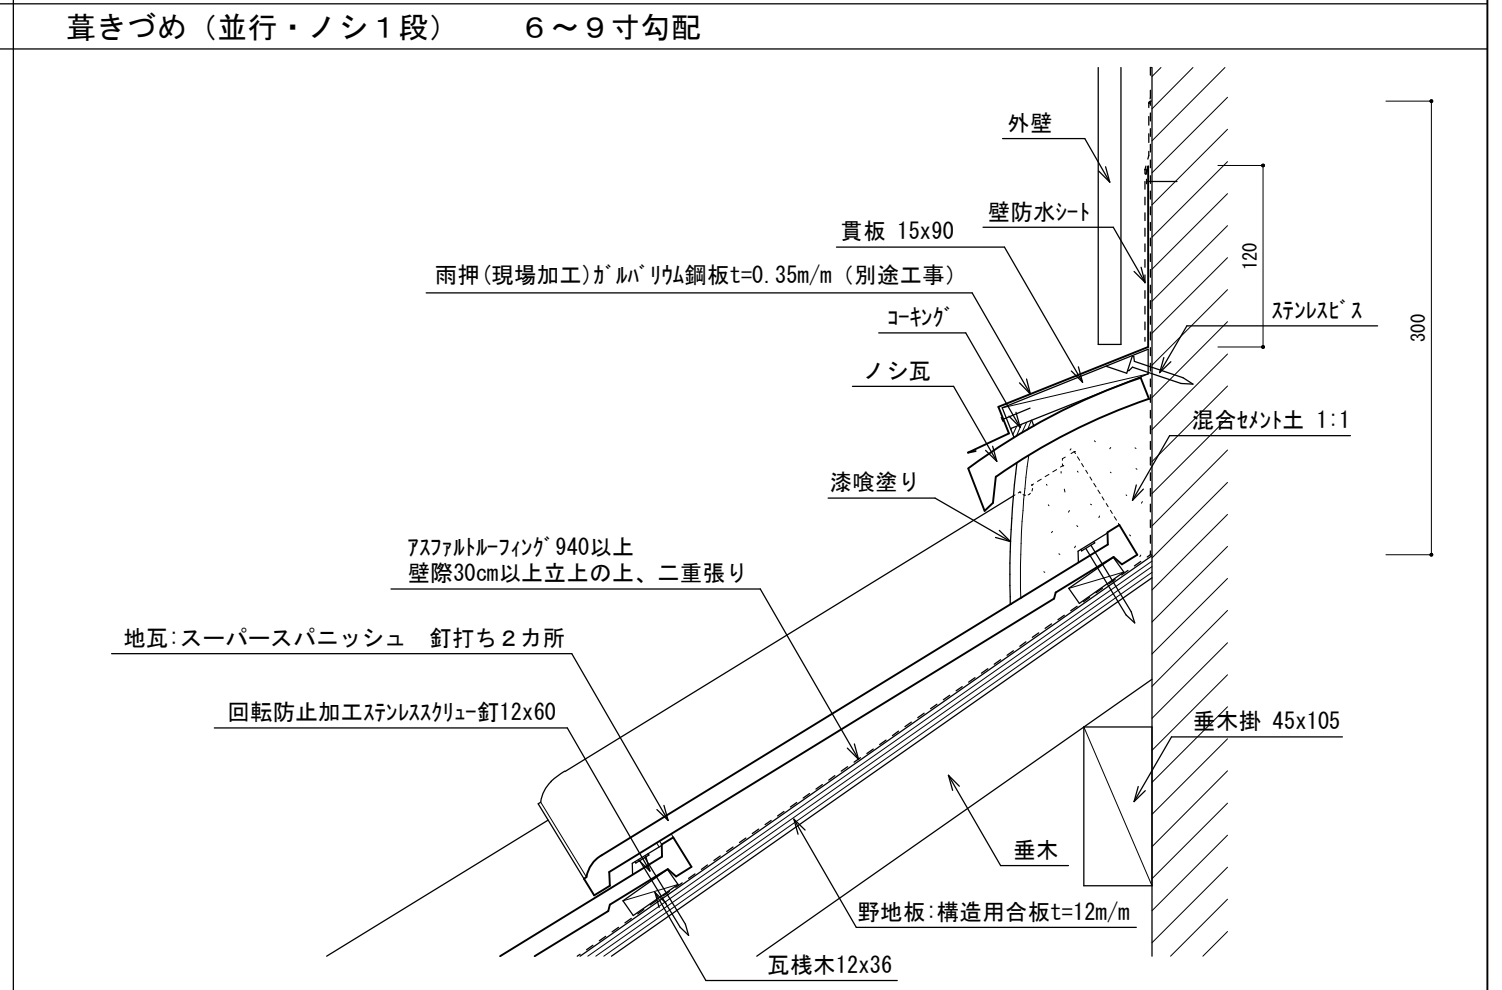 葺きづめ（並行・ノシ１段）　　６～９寸勾配
外壁
壁防水ｼｰﾄ
貫板 15x90
雨押(現場加工)ｶﾞﾙﾊﾞﾘｳﾑ鋼板t=0.35m/m（別途工事）
ｺｰｷﾝｸﾞ
ﾉｼ瓦
120
300
ｽﾃﾝﾚｽﾋﾞｽ
混合ｾﾒﾝﾄ土 1:1
漆喰塗り
ｱｽﾌｧﾙﾄﾙｰﾌｨﾝｸﾞ940以上
壁際30cm以上立上の上、二重張り
地瓦:スーパースパニッシュ　釘打ち２カ所
回転防止加工ｽﾃﾝﾚｽｽｸﾘｭｰ釘12x60
垂木掛 45x105
垂木
野地板:構造用合板t=12m/m
瓦桟木12x36